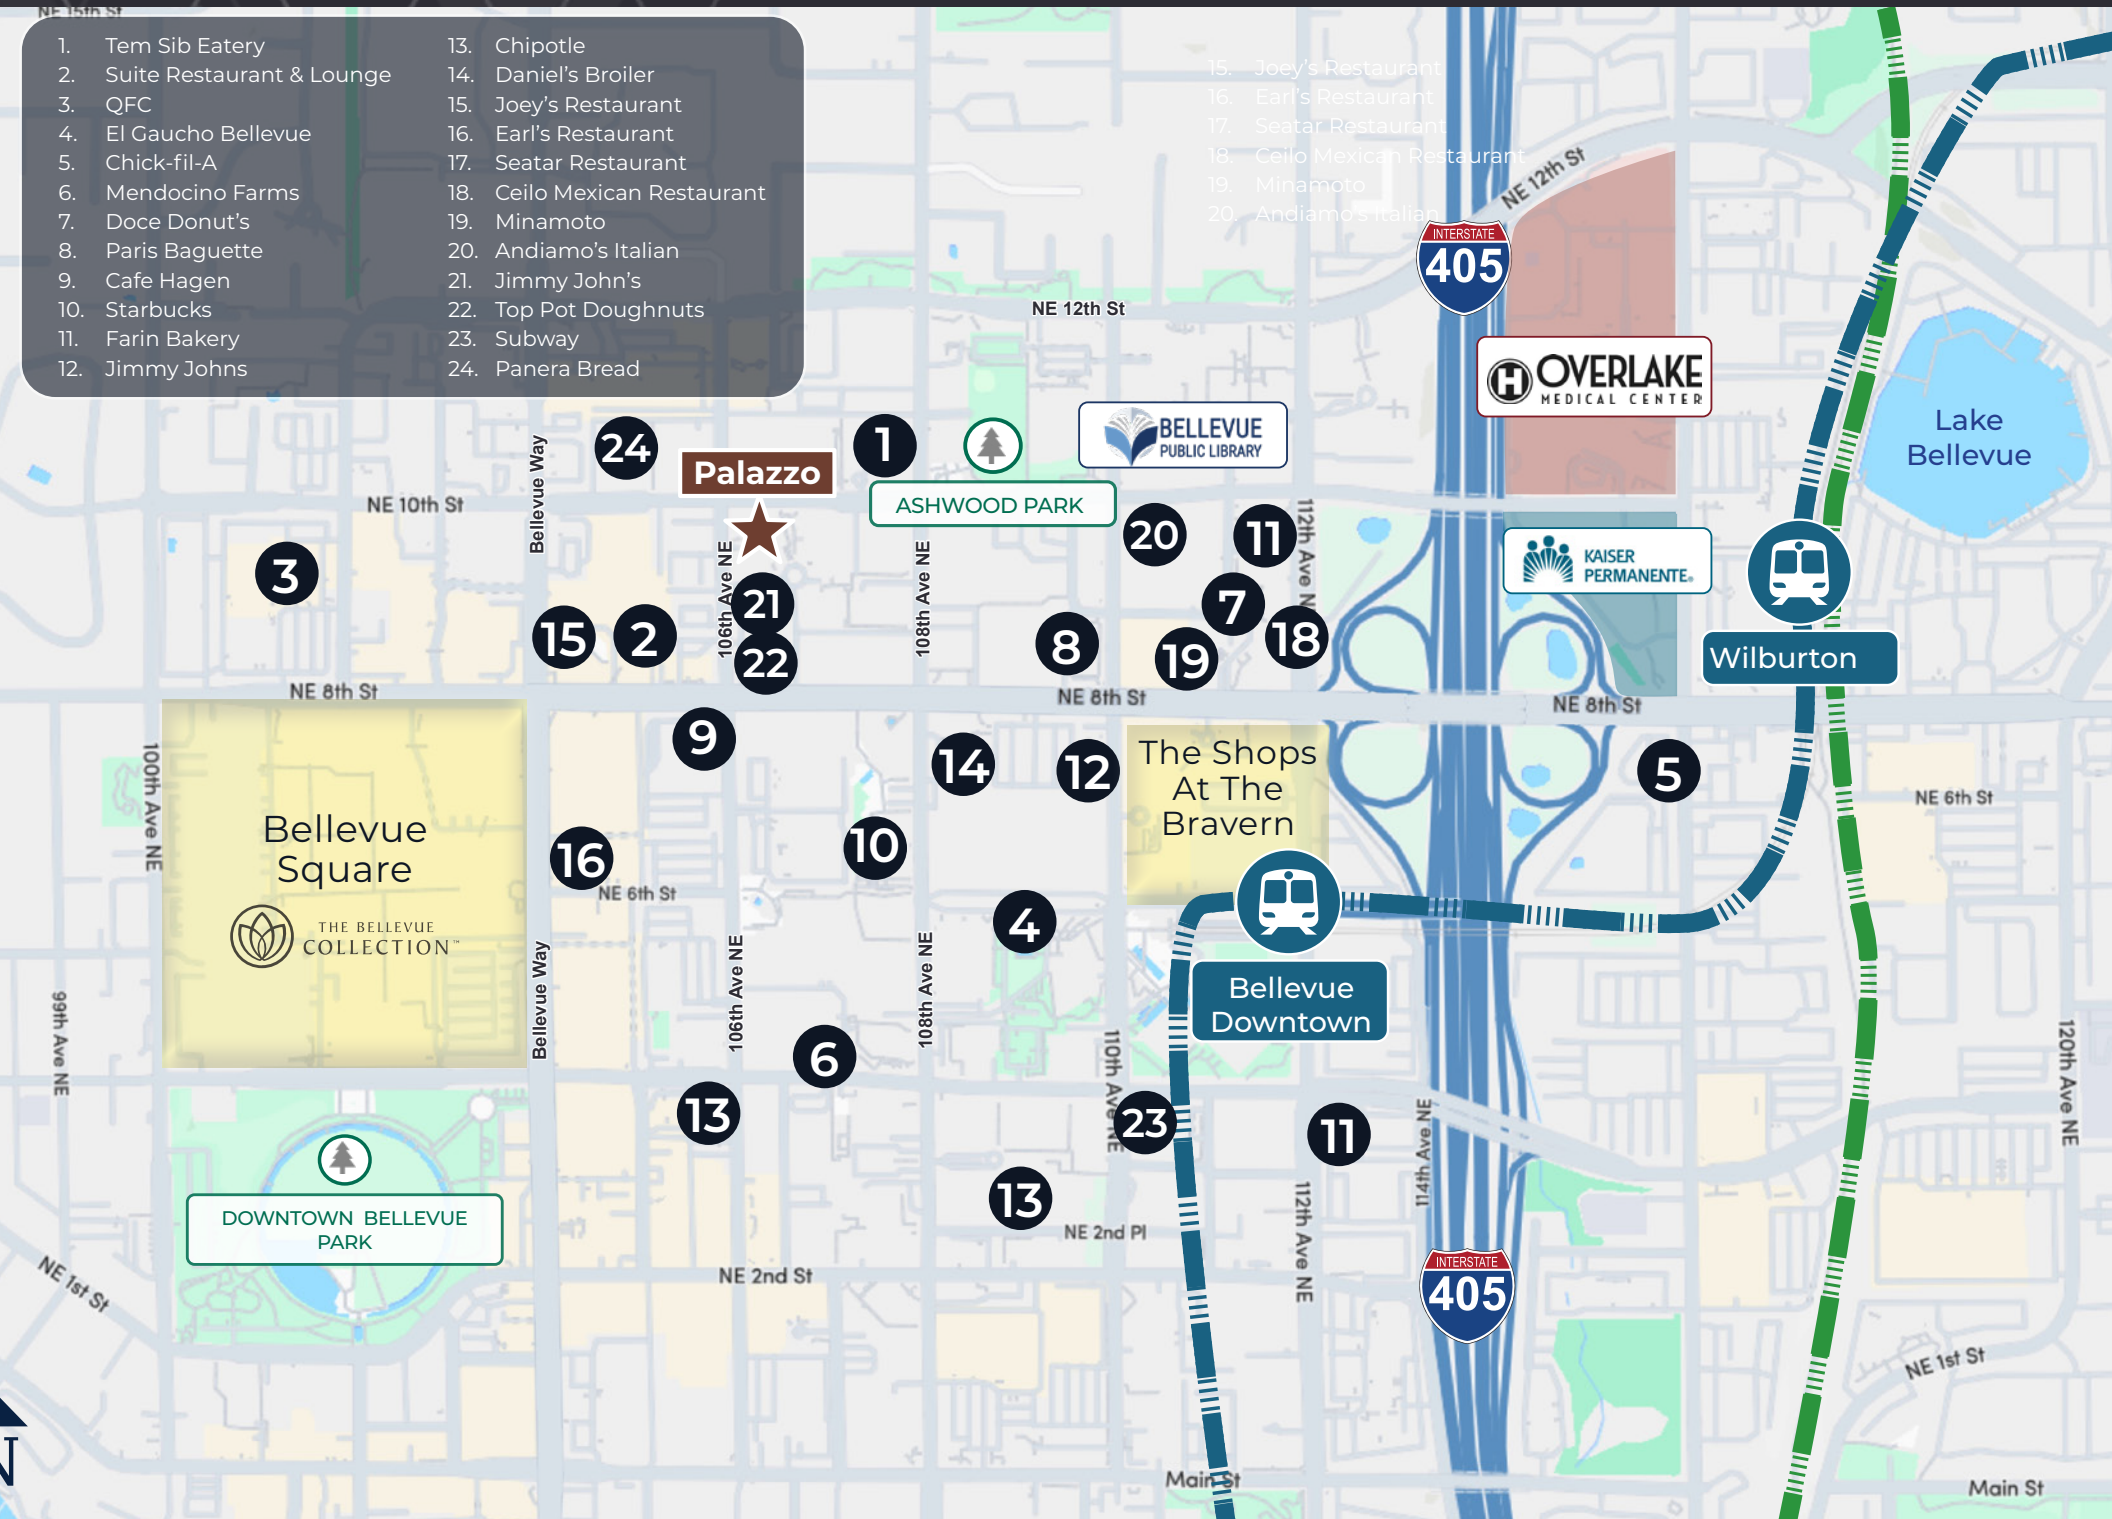 NE 15th St
1. Tem Sib Eatery
2. Suite Restaurant & Lounge
3. QFC
4. El Gaucho Bellevue
5. Chick-fil-A
6. Mendocino Farms
7. Doce Donut's
8. Paris Baguette
9. Cafe Hagen
10. Starbucks
11. Farin Bakery
12. Jimmy Johns
13. Chipotle
14. Daniel's Broiler
15. Joey's Restaurant
16. Earl's Restaurant
17. Seatar Restaurant
18. Ceilo Mexican Restaurant
19. Minamoto
20. Andiamo's Italian
21. Jimmy John's
22. Top Pot Doughnuts
23. Subway
24. Panera Bread
15. Joey's Restaurant
16. Earl's Restaurant
17. Seatar Restaurant
18. Ceilo Mexican Restaurant
19. Minamoto
20. Andiamo's Italian
NE 12th St
INTERSTATE
405
NE 12th St
OVERLAKE
MEDICAL CENTER
Lake
Bellevue
Bellevue Way
24
Palazzo
1
BELLEVUE
PUBLIC LIBRARY
ASHWOOD PARK
NE 10th St
3
106th Ave NE
108th Ave NE
20
11
112th Ave N
KAISER
PERMANENTE®
21
7
15
2
22
8
19
18
Wilburton
NE 8th St
NE 8th St
NE 8th St
100th Ave NE
9
14
12
The Shops
At The
Bravern
5
NE 6th St
Bellevue
Square
THE BELLEVUE
COLLECTION™
16
10
NE 6th St
4
Bellevue Way
106th Ave NE
108th Ave NE
Bellevue
Downtown
99th Ave NE
6
110th Ave NE
120th Ave NE
13
23
11
114th Ave NE
DOWNTOWN BELLEVUE
PARK
13
NE 2nd Pl
112th Ave NE
NE 1st St
NE 2nd St
INTERSTATE
405
NE 1st St
N
Main St
Main St